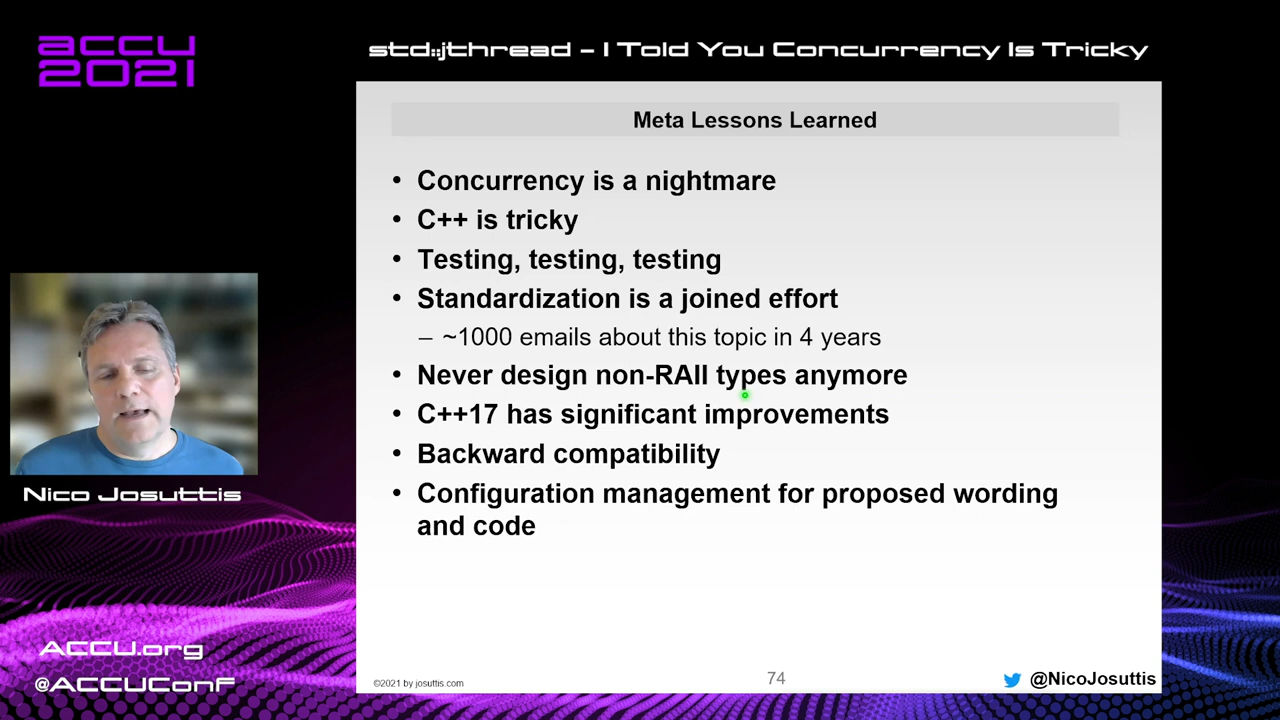 accu
2021
std::jthread – I Told You Concurrency Is Tricky
Meta Lessons Learned
• Concurrency is a nightmare
• C++ is tricky
• Testing, testing, testing
• Standardization is a joined effort
– ~1000 emails about this topic in 4 years
• Never design non-RAII types anymore
• C++17 has significant improvements
• Backward compatibility
• Configuration management for proposed wording
and code
Nico Josuttis
ACCU.org
@ACCUConf
©2021 by josuttis.com
74
@NicoJosuttis